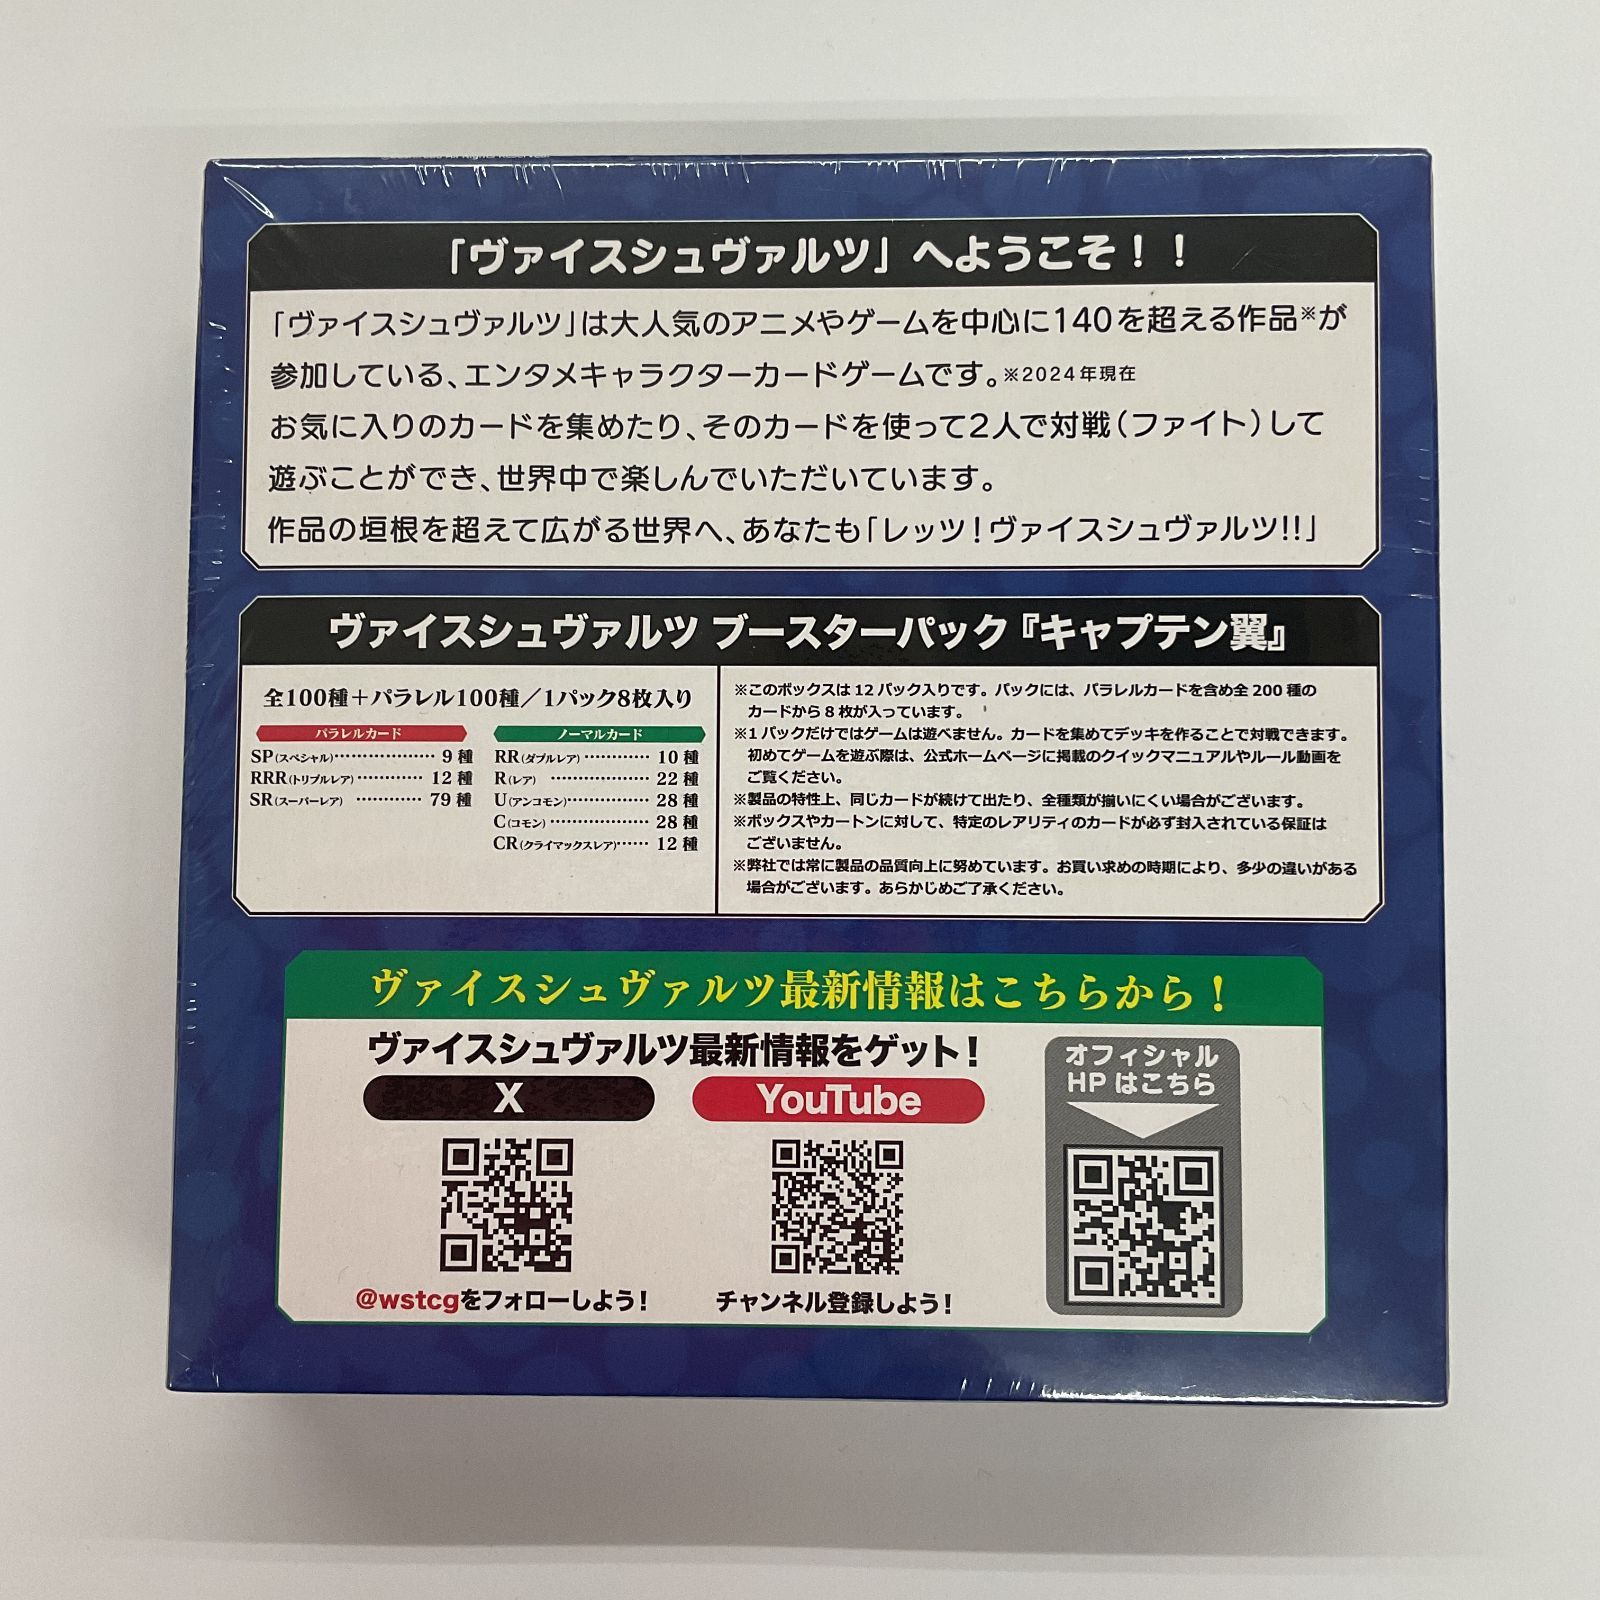 「ヴァイスシュヴァルツ」へようこそ！！
「ヴァイスシュヴァルツ」は大人気のアニメやゲームを中心に140を超える作品※が
参加している、エンタメキャラクターカードゲームです。※2024年現在
お気に入りのカードを集めたり、そのカードを使って2人で対戦（ファイト）して
遊ぶことができ、世界中で楽しんでいただいています。
作品の垣根を超えて広がる世界へ、あなたも「レッツ！ヴァイスシュヴァルツ!!」
ヴァイスシュヴァルツ ブースターパック『キャプテン翼』
全100種＋パラレル100種／1パック8枚入り
パラレルカード
SP(スペシャル)………………… 9種
RRR(トリプルレア)………… 12種
SR(スーパーレア) ………… 79種
ノーマルカード
RR(ダブルレア)………… 10種
R(レア) ……………… 22種
U(アンコモン)…………… 28種
C(コモン)……………… 28種
CR(クライマックスレア)…… 12種
※このボックスは12パック入りです。パックには、パラレルカードを含め全200種の
カードから8枚が入っています。
※1パックだけではゲームは遊べません。カードを集めてデッキを作ることで対戦できます。
初めてゲームを遊ぶ際は、公式ホームページに掲載のクイックマニュアルやルール動画を
ご覧ください。
※製品の特性上、同じカードが続けて出たり、全種類が揃いにくい場合がございます。
※ボックスやカートンに対して、特定のレアリティのカードが必ず封入されている保証は
ございません。
※弊社では常に製品の品質向上に努めています。お買い求めの時期により、多少の違いがある
場合がございます。あらかじめご了承ください。
ヴァイスシュヴァルツ最新情報はこちらから！
ヴァイスシュヴァルツ最新情報をゲット！
X
@wstcgをフォローしよう！
YouTube
チャンネル登録しよう！
オフィシャル
HPはこちら